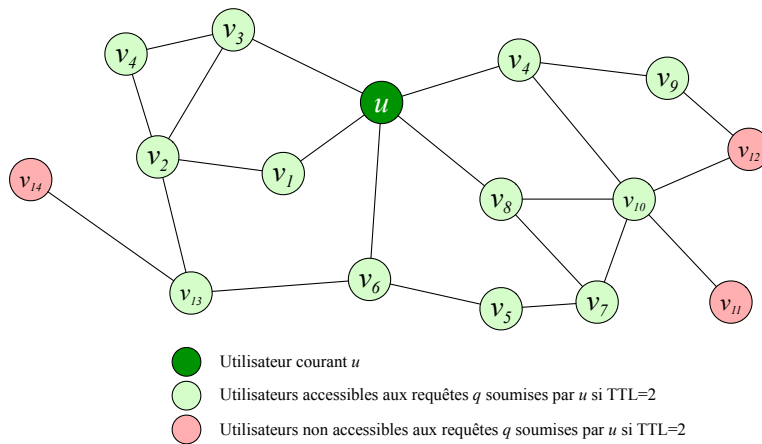 v3
v4
v4
v9
u
v12
v2
v1
v14
v8
v10
v6
v13
v5
v7
v11
Utilisateur courant u
Utilisateurs accessibles aux requêtes q soumises par u si TTL=2
Utilisateurs non accessibles aux requêtes q soumises par u si TTL=2